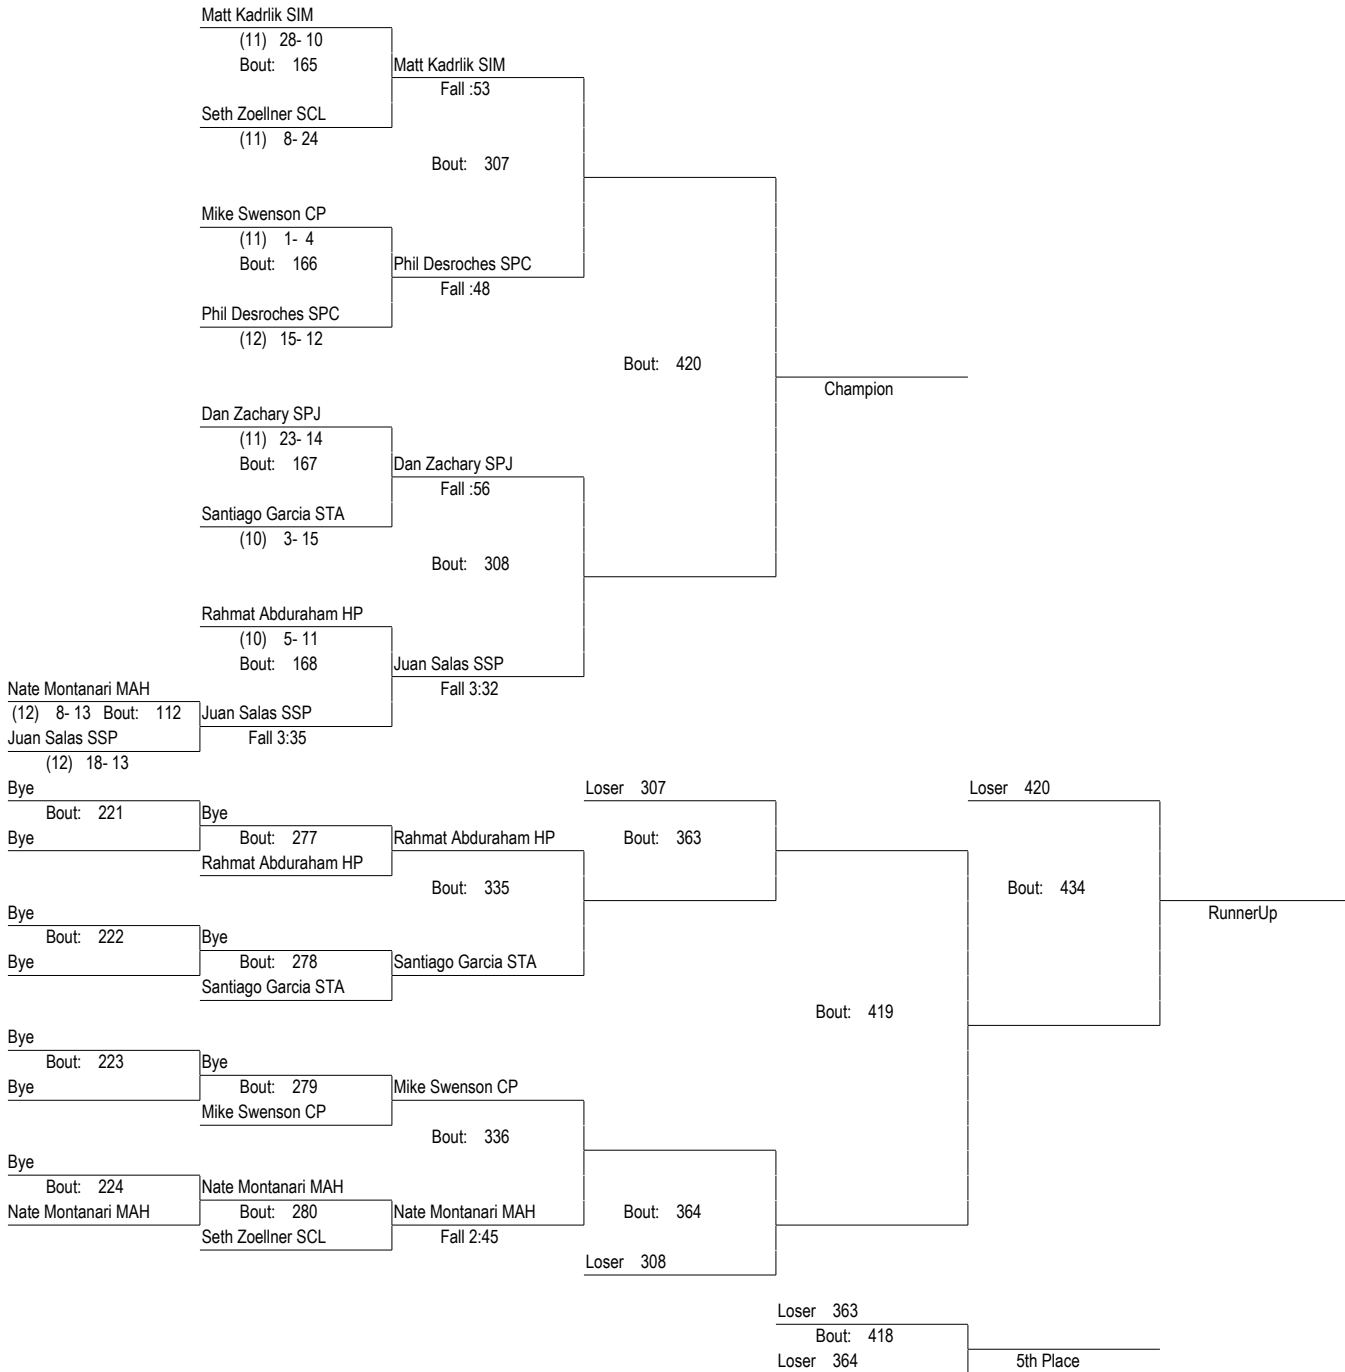 Matt Kadrlik SIM
(11) 28- 10
Bout: 165
Matt Kadrlik SIM
Fall :53
Seth Zoellner SCL
(11) 8- 24
Bout: 307
Mike Swenson CP
(11) 1- 4
Bout: 166
Phil Desroches SPC
Fall :48
Phil Desroches SPC
(12) 15- 12
Bout: 420
Champion
Dan Zachary SPJ
(11) 23- 14
Bout: 167
Dan Zachary SPJ
Fall :56
Santiago Garcia STA
(10) 3- 15
Bout: 308
Rahmat Abduraham HP
(10) 5- 11
Bout: 168
Juan Salas SSP
Fall 3:32
Nate Montanari MAH
(12) 8- 13 Bout: 112
Juan Salas SSP
Juan Salas SSP
Fall 3:35
(12) 18- 13
Bye
Loser 307
Loser 420
Bout: 221
Bye
Bye
Bout: 277
Rahmat Abduraham HP
Bout: 363
Rahmat Abduraham HP
Bout: 335
Bout: 434
Bye
RunnerUp
Bout: 222
Bye
Bye
Bout: 278
Santiago Garcia STA
Santiago Garcia STA
Bout: 419
Bye
Bout: 223
Bye
Bye
Bout: 279
Mike Swenson CP
Mike Swenson CP
Bout: 336
Bye
Bout: 224
Nate Montanari MAH
Nate Montanari MAH
Bout: 280
Nate Montanari MAH
Bout: 364
Seth Zoellner SCL
Fall 2:45
Loser 308
Loser 363
Bout: 418
Loser 364
5th Place